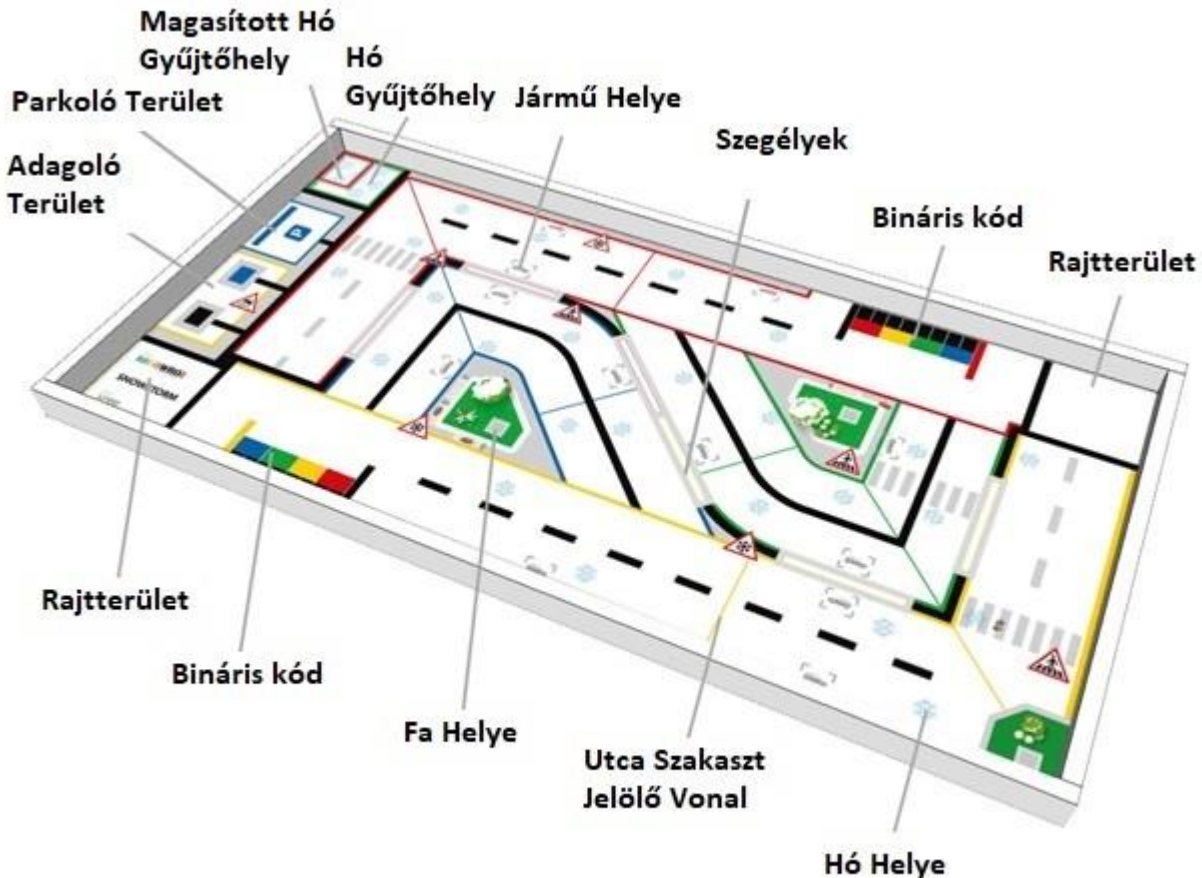 Magasított Hó
Gyűjtőhely
Hó
Gyűjtőhely
Jármű Helye
Parkoló Terület
Szegélyek
Adagoló
Terület
Bináris kód
Rajtterület
P
SNOWSTORM
Rajtterület
Bináris kód
Fa Helye
Utca Szakaszt
Jelölő Vonal
Hó Helye